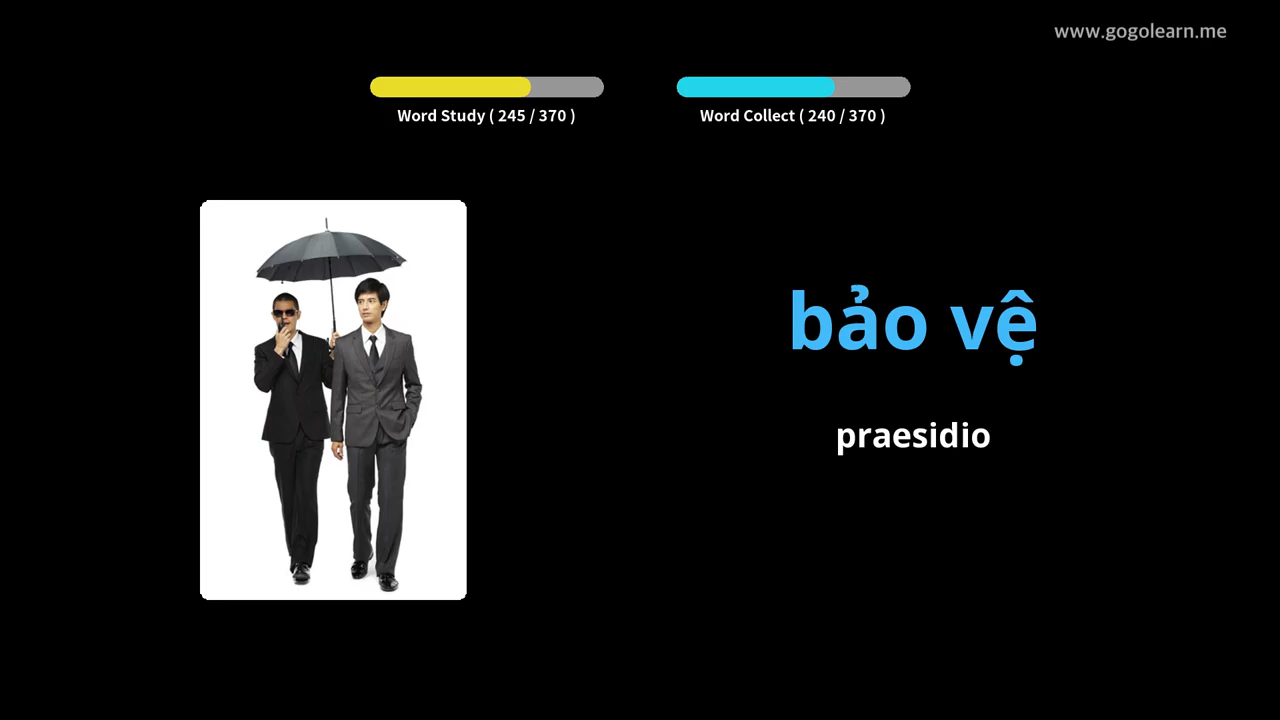 www.gogolearn.me
Word Study ( 245 / 370 )
Word Collect ( 240 / 370 )
bảo vệ
praesidio